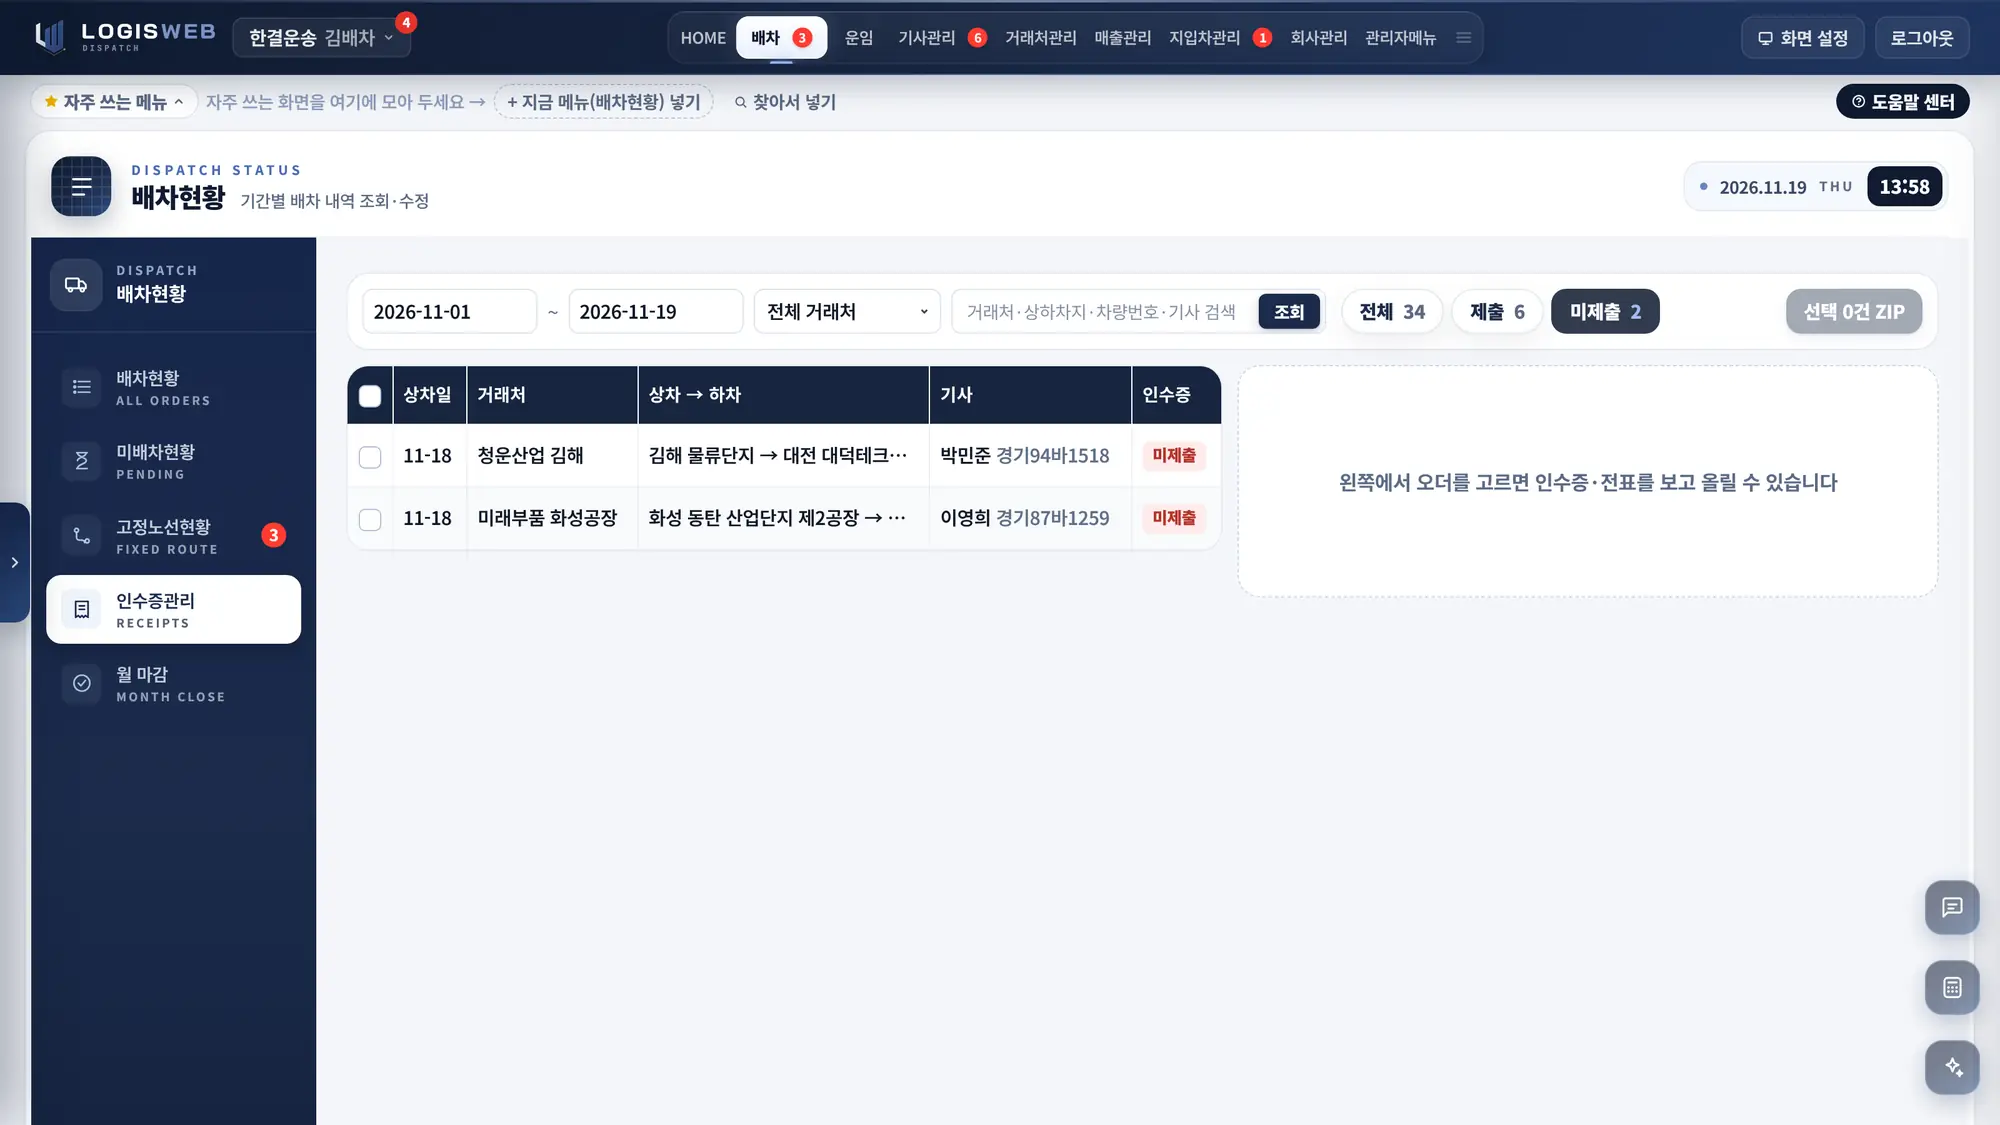 LOGISWEB
DISPATCH
한결운송 김배차 4
HOME 배차 3 운임 기사관리 6 거래처관리 매출관리 지입차관리 1 회사관리 관리자메뉴
화면 설정 로그아웃
자주 쓰는 메뉴 자주 쓰는 화면을 여기에 모아 두세요 → + 지금 메뉴(배차현황) 넣기 찾아서 넣기
도움말 센터
DISPATCH STATUS
배차현황 기간별 배차 내역 조회·수정
2026.11.19 THU 13:58
DISPATCH
배차현황
배차현황
ALL ORDERS
미배차현황
PENDING
고정노선현황
FIXED ROUTE
3
인수증관리
RECEIPTS
월 마감
MONTH CLOSE
2026-11-01 ~ 2026-11-19 전체 거래처 거래처·상하차지·차량번호·기사 검색 조회 전체 34 제출 6 미제출 2 선택 0건 ZIP
상차일 거래처 상차 → 하차 기사 인수증
11-18 청운산업 김해 김해 물류단지 → 대전 대덕테크… 박민준 경기94바1518 미제출
11-18 미래부품 화성공장 화성 동탄 산업단지 제2공장 → … 이영희 경기87바1259 미제출
왼쪽에서 오더를 고르면 인수증·전표를 보고 올릴 수 있습니다